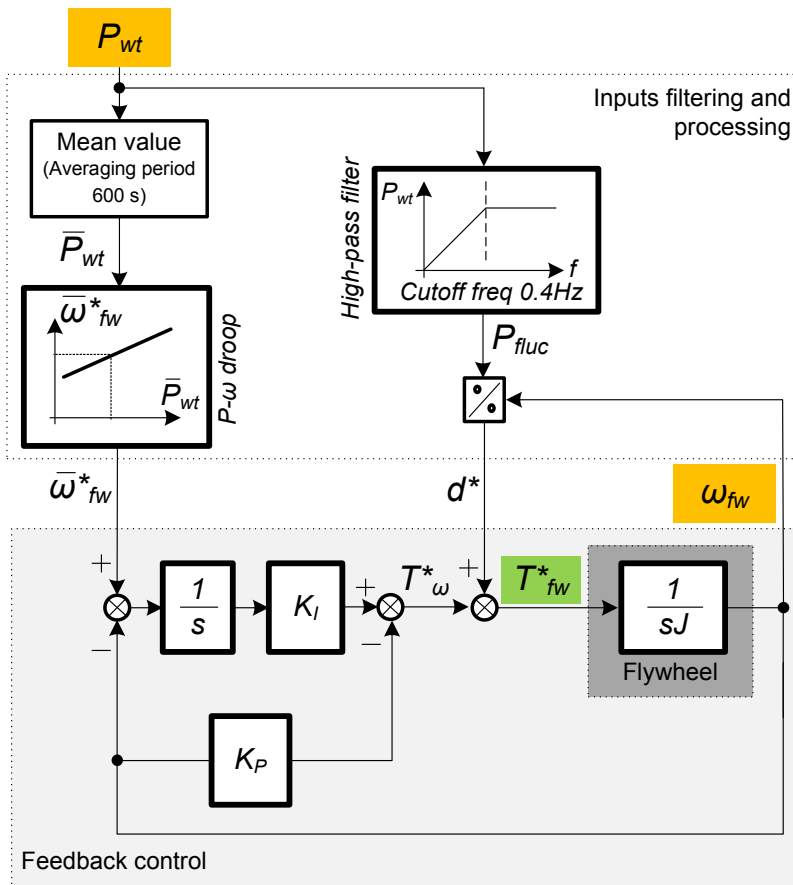 P_wt
Inputs filtering and
processing
Mean value
(Averaging period
600 s)
P̅_wt
High-pass filter
P_wt
f
Cutoff freq 0.4Hz
P_fluc
ω̅*_fw
P̅_wt
P-ω droop
ω̅*_fw
d*
ω_fw
+
−
1
s
K_I
+
−
T*_ω
+
T*_fw
1
sJ
Flywheel
K_P
Feedback control